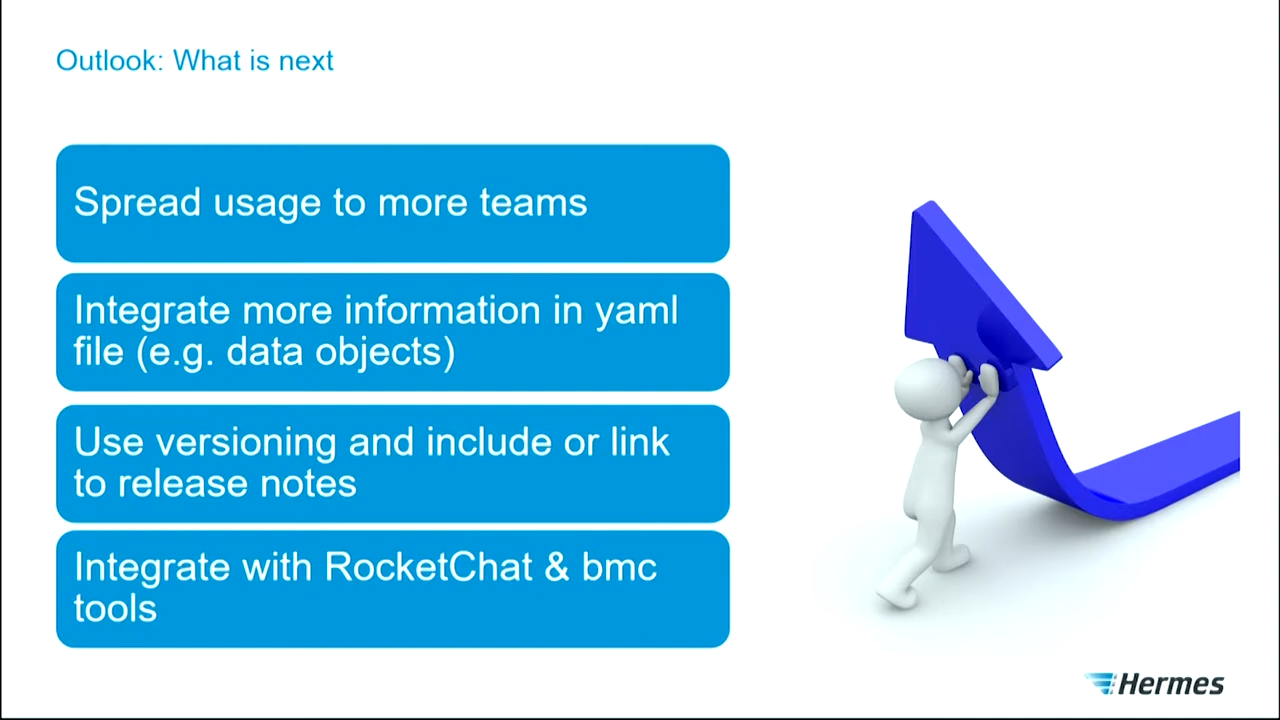 Outlook: What is next
Spread usage to more teams
Integrate more information in yaml
file (e.g. data objects)
Use versioning and include or link
to release notes
Integrate with RocketChat & bmc
tools
Hermes